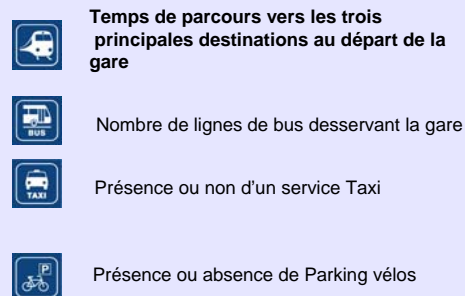 Temps de parcours vers les trois
principales destinations au départ de la
gare
BUS
Nombre de lignes de bus desservant la gare
TAXI
Présence ou non d'un service Taxi
P
Présence ou absence de Parking vélos